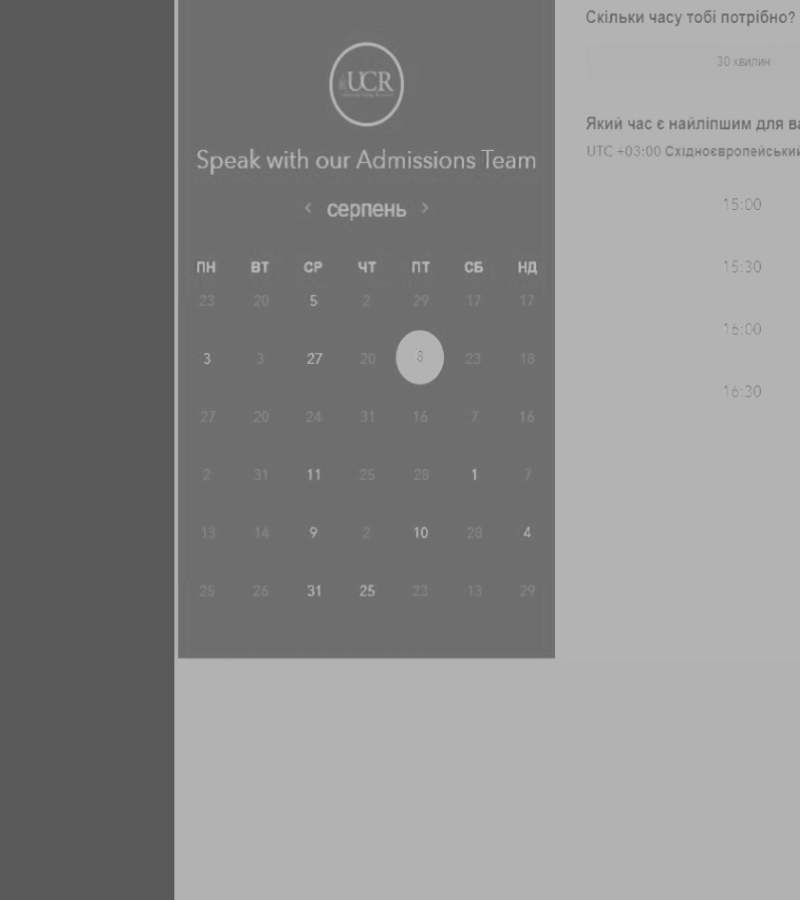 UCR
Speak with our Admissions Team
‹ серпень ›
ПН ВТ СР ЧТ ПТ СБ НД
23 20 5 2 29 17 17
3 3 27 20 8 23 18
27 20 24 31 16 7 16
2 31 11 25 28 1 7
13 14 9 2 10 28 4
25 26 31 25 23 13 29
Скільки часу тобі потрібно?
30 хвилин
Який час є найліпшим для ва
UTC +03:00 Східноєвропейський
15:00
15:30
16:00
16:30